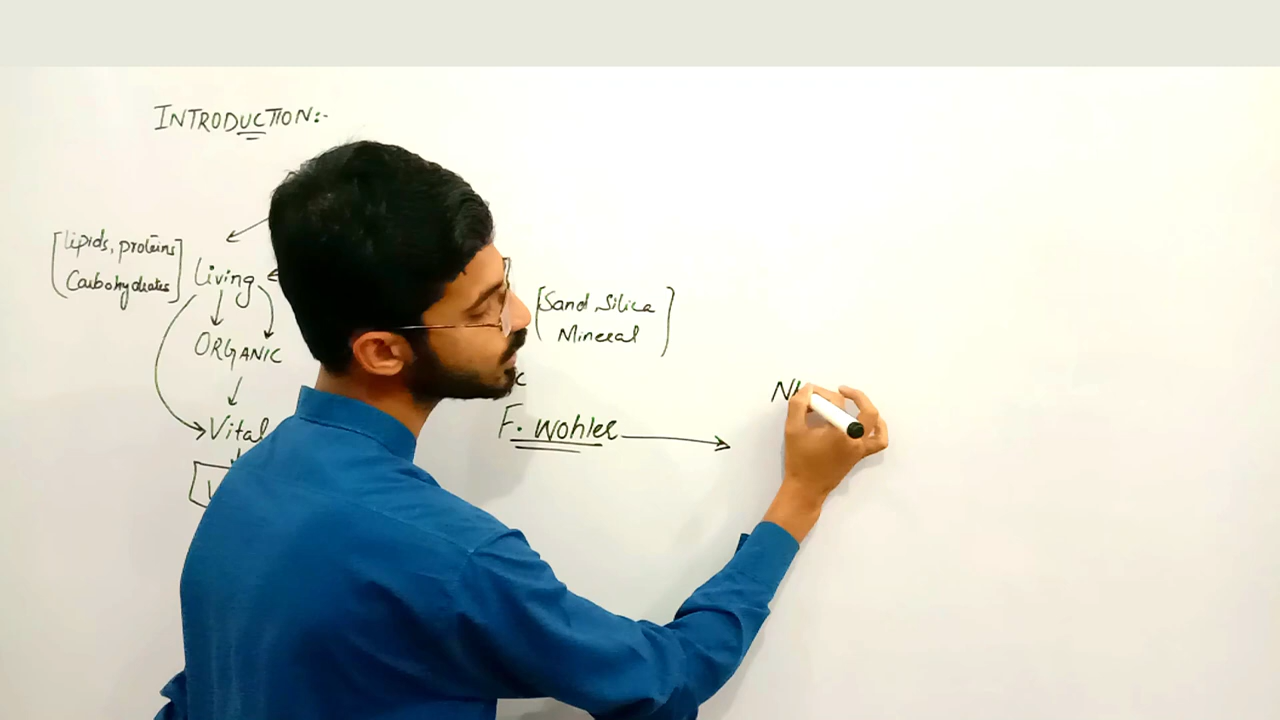 INTRODUCTION:-
[lipids, proteins
Carbohydrates]
Living
[Sand Silica
Mineral]
ORGANIC
Vital
F. Wohler